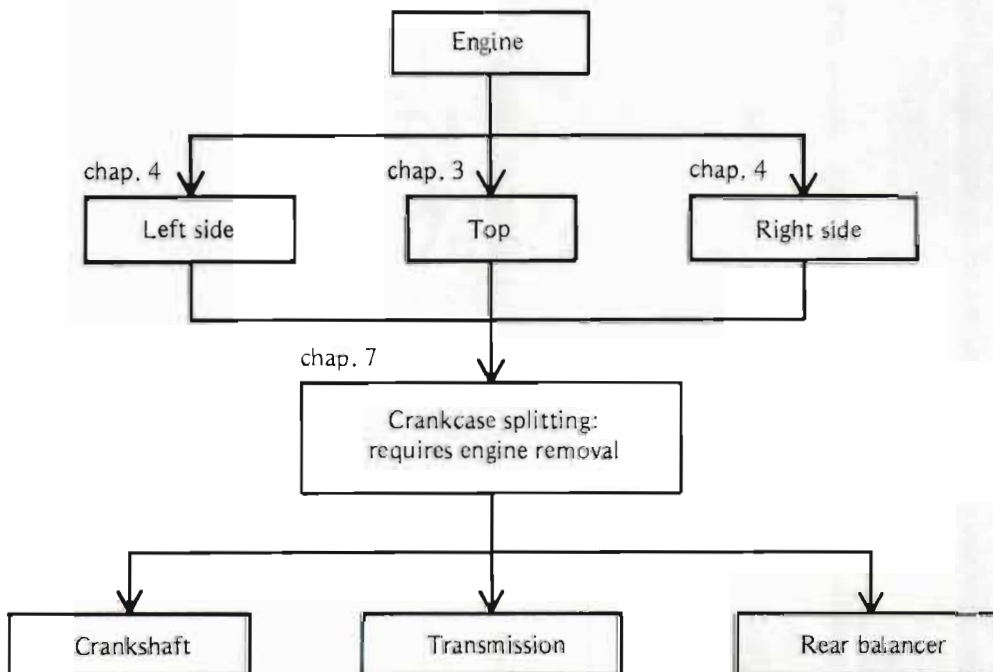 Engine
chap. 4
chap. 3
chap. 4
Left side
Top
Right side
chap. 7
Crankcase splitting:
requires engine removal
Crankshaft
Transmission
Rear balancer